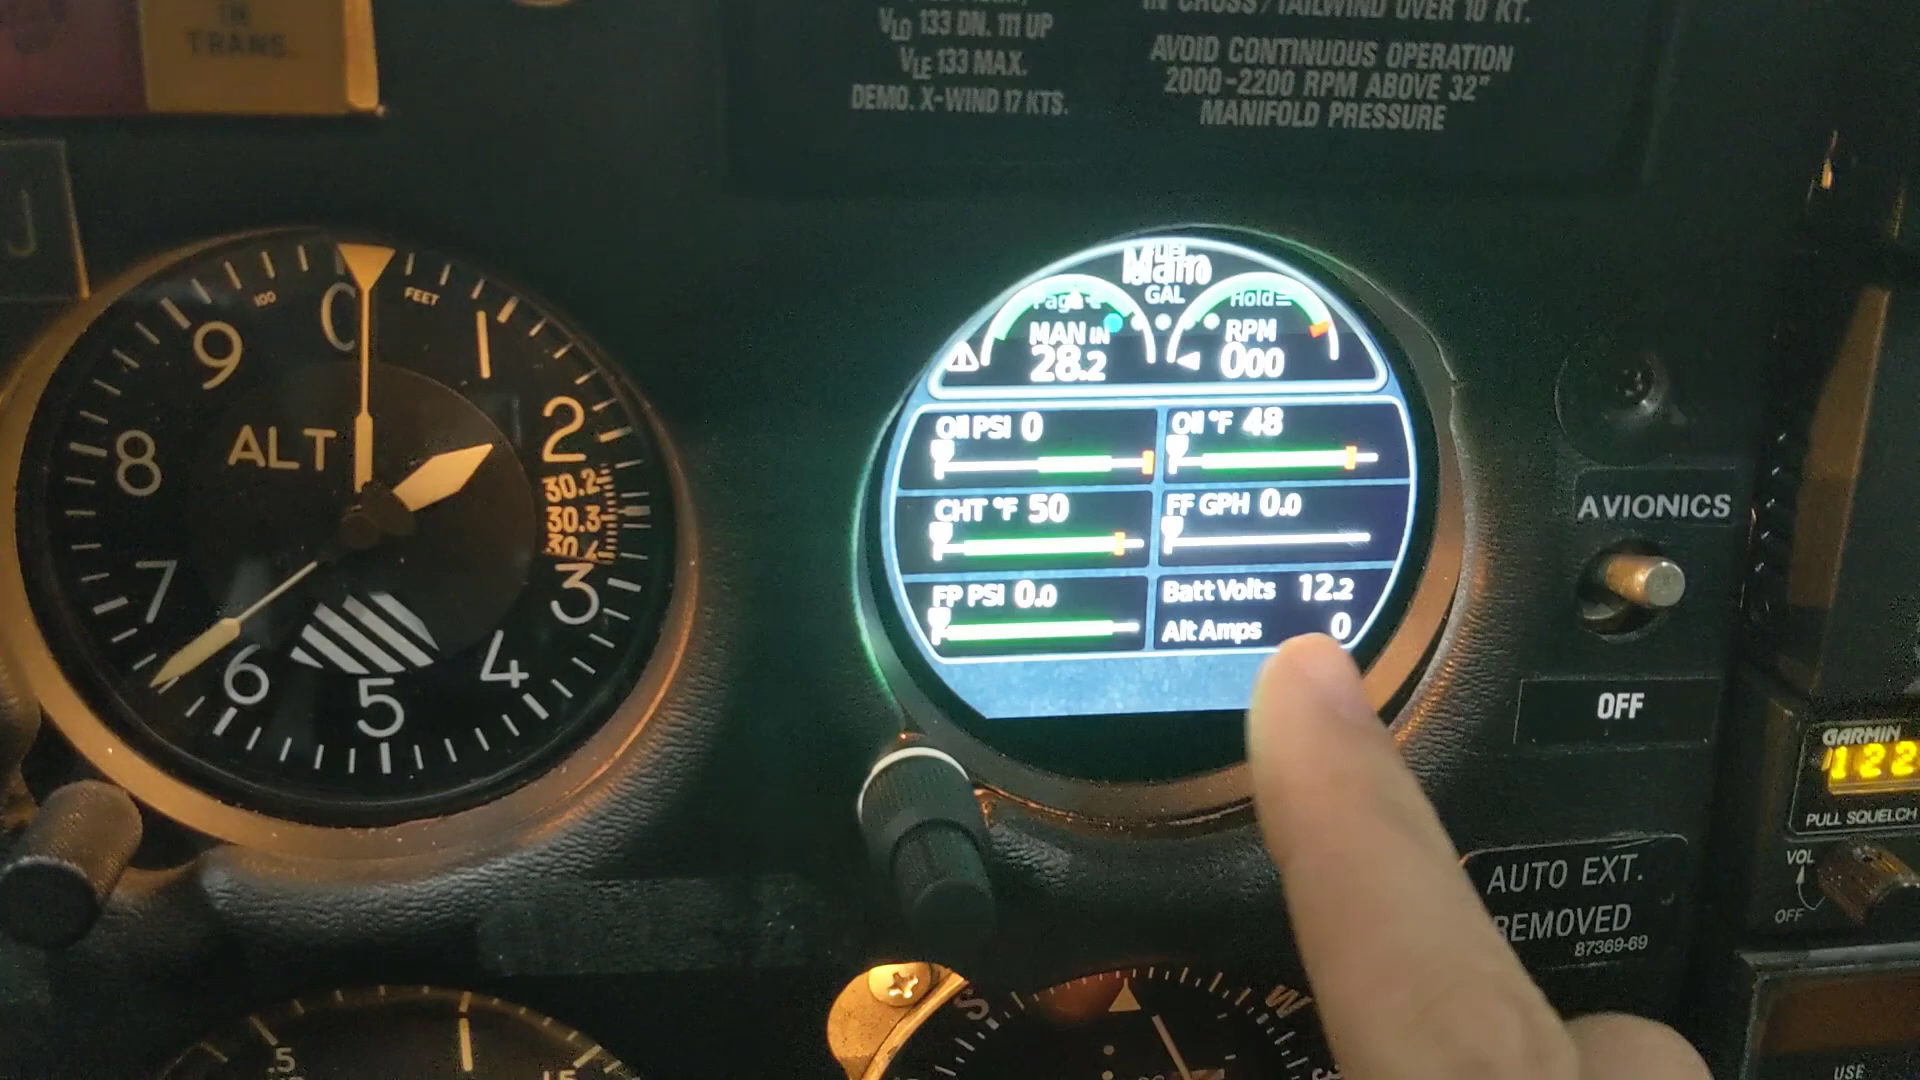 IN
TRANS.
VLO 133 DN. 111 UP
VLE 133 MAX.
DEMO. X-WIND 17 KTS.
IN CROSS/TAILWIND OVER 10 KT.
AVOID CONTINUOUS OPERATION
2000-2200 RPM ABOVE 32"
MANIFOLD PRESSURE
100 FEET
0
1
2
3
4
5
6
7
8
9
ALT
30.2
30.3
Main
GAL
Hold
MAN IN
28.2
RPM
000
Oil PSI 0
Oil °F 48
CHT °F 50
FF GPH 0.0
FP PSI 0.0
Batt Volts 12.2
Alt Amps 0
AVIONICS
OFF
GARMIN
122
PULL SQUELCH
VOL
OFF
AUTO EXT.
REMOVED
87369-69
USE
S
W
.5
1.5